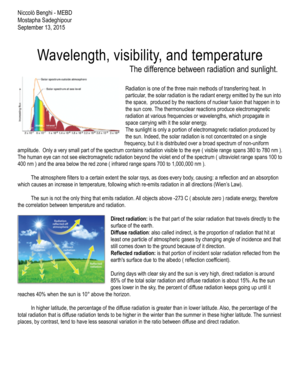 Niccolò Benghi - MEBD
Mostapha Sadeghipour
September 13, 2015
Wavelength, visibility, and temperature
The difference between radiation and sunlight.
Radiation is one of the three main methods of transferring heat. In
particular, the solar radiation is the radiant energy emitted by the sun into
the space, produced by the reactions of nuclear fusion that happen in to
the sun core. The thermonuclear reactions produce electromagnetic
radiation at various frequencies or wavelengths, which propagate in
space carrying with it the solar energy.
The sunlight is only a portion of electromagnetic radiation produced by
the sun. Indeed, the solar radiation is not concentrated on a single
frequency, but it is distributed over a broad spectrum of non-uniform
amplitude. Only a very small part of the spectrum contains radiation visible to the eye ( visible range spans 380 to 780 nm ).
The human eye can not see electromagnetic radiation beyond the violet end of the spectrum ( ultraviolet range spans 100 to
400 nm ) and the area below the red zone ( infrared range spans 700 to 1,000,000 nm ).
The atmosphere filters to a certain extent the solar rays, as does every body, causing: a reflection and an absorption
which causes an increase in temperature, following which re-emits radiation in all directions (Wien's Law).
The sun is not the only thing that emits radiation. All objects above -273 C ( absolute zero ) radiate energy, therefore
the correlation between temperature and radiation.
Direct radiation: is the that part of the solar radiation that travels directly to the
surface of the earth.
Diffuse radiation: also called indirect, is the proportion of radiation that hit at
least one particle of atmospheric gases by changing angle of incidence and that
still comes down to the ground because of it direction.
Reflected radiation: is that portion of incident solar radiation reflected from the
earth's surface due to the albedo ( reflection coefficient).
During days with clear sky and the sun is very high, direct radiation is around
85% of the total solar radiation and diffuse radiation is about 15%. As the sun
goes lower in the sky, the percent of diffuse radiation keeps going up until it
reaches 40% when the sun is 10° above the horizon.
In higher latitude, the percentage of the diffuse radiation is greater than in lower latitude. Also, the percentage of the
total radiation that is diffuse radiation tends to be higher in the winter than the summer in these higher latitude. The sunniest
places, by contrast, tend to have less seasonal variation in the ratio between diffuse and direct radiation.